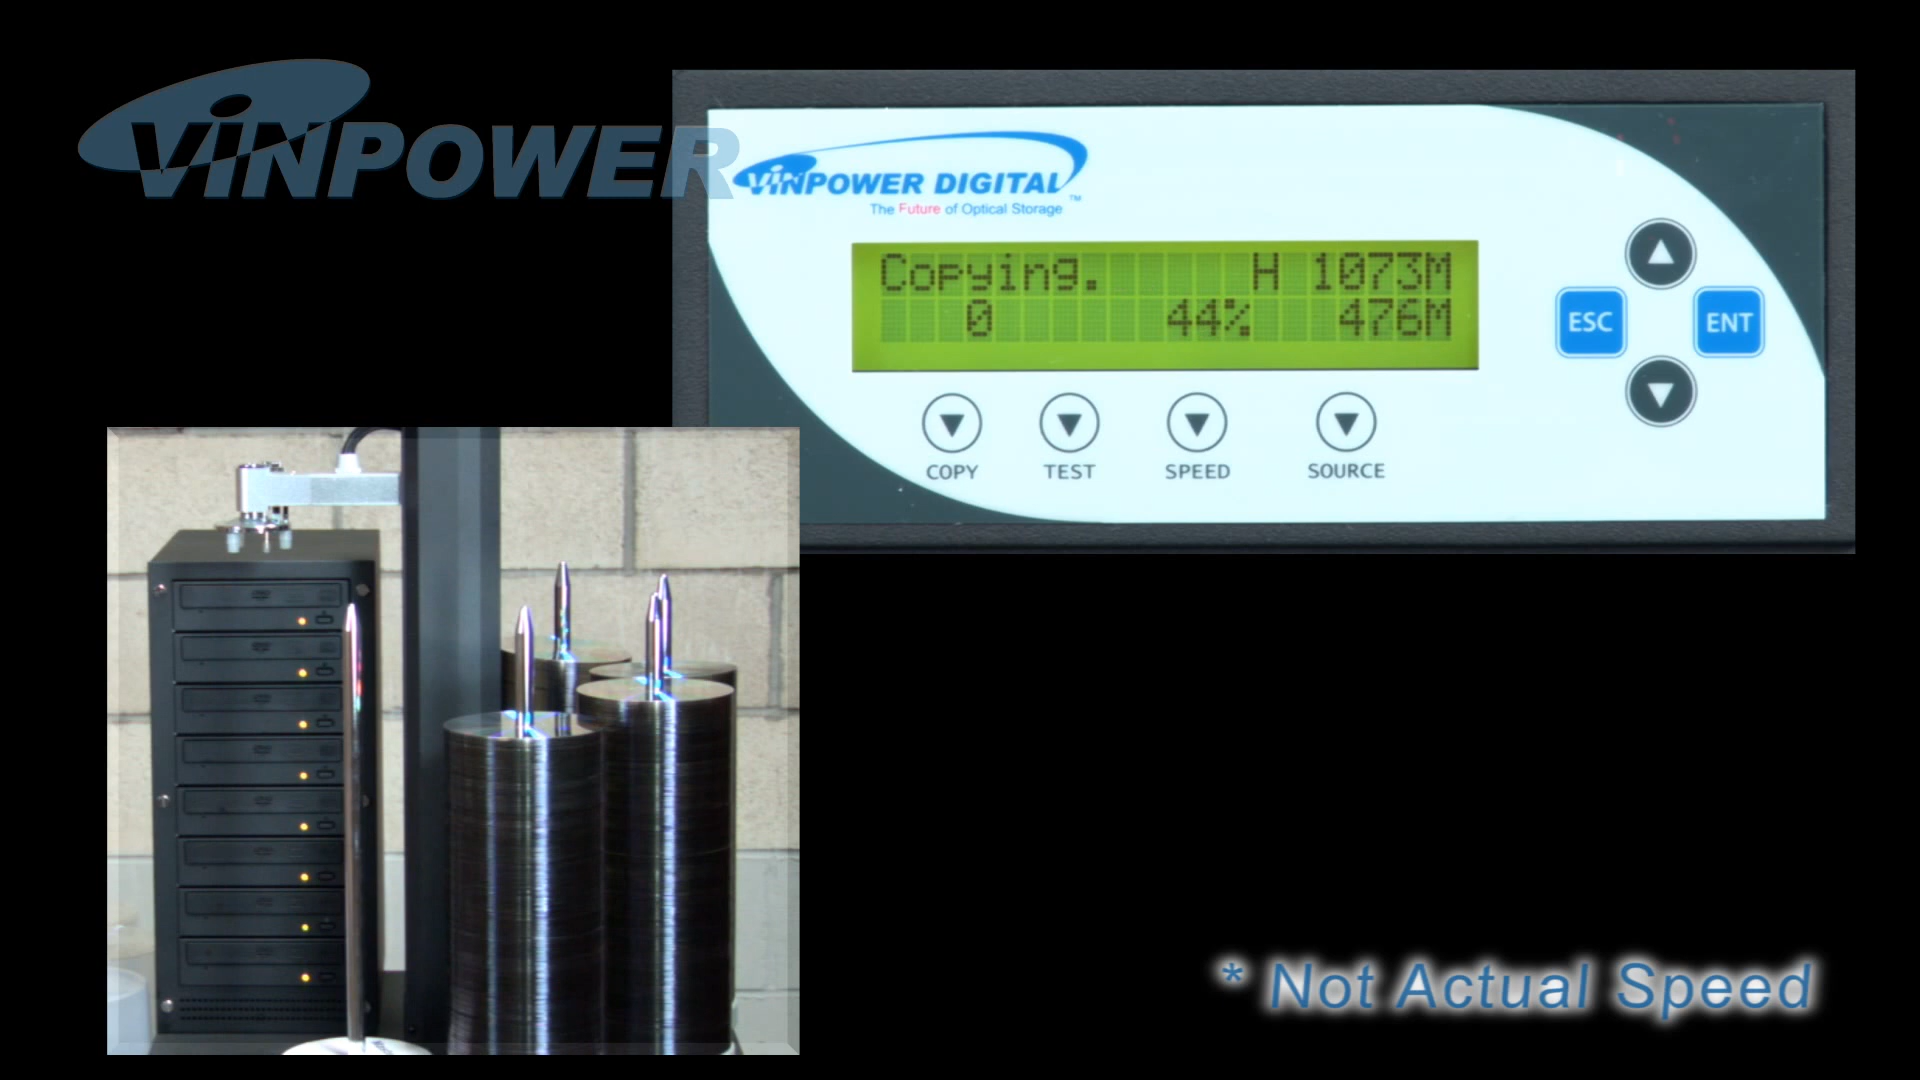 VINPOWER
VINPOWER DIGITAL™
The Future of Optical Storage
Copying. H 1073M
0 44% 476M
ESC
ENT
COPY
TEST
SPEED
SOURCE
* Not Actual Speed